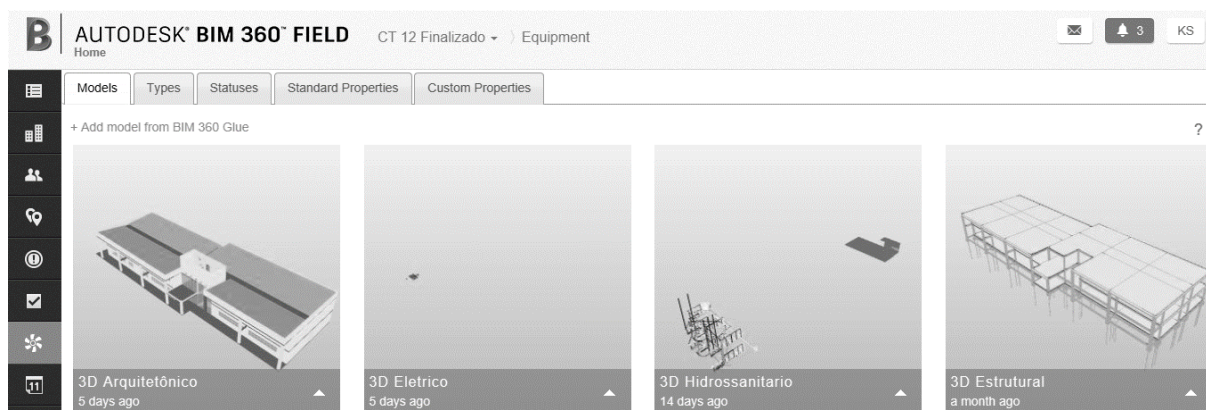 AUTODESK® BIM 360™ FIELD CT 12 Finalizado Equipment 3 KS
Home
Models Types Statuses Standard Properties Custom Properties
+ Add model from BIM 360 Glue ?
3D Arquitetônico
5 days ago
3D Eletrico
5 days ago
3D Hidrossanitario
14 days ago
3D Estrutural
a month ago
11